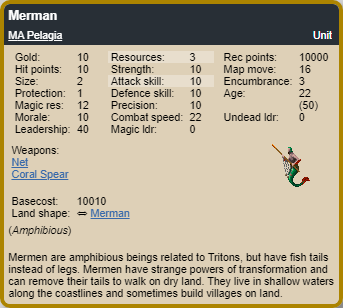 Merman
MA Pelagia Unit
Gold: 10 Resources: 3 Rec points: 10000
Hit points: 10 Strength: 10 Map move: 16
Size: 2 Attack skill: 10 Encumbrance: 3
Protection: 1 Defence skill: 10 Age: 22
Magic res: 12 Precision: 10 (50)
Morale: 10 Combat speed: 22 Undead ldr: 0
Leadership: 40 Magic ldr: 0
Weapons:
Net
Coral Spear
Basecost: 10010
Land shape: ⇔ Merman
(Amphibious)
Mermen are amphibious beings related to Tritons, but have fish tails
instead of legs. Mermen have strange powers of transformation and
can remove their tails to walk on dry land. They live in shallow waters
along the coastlines and sometimes build villages on land.